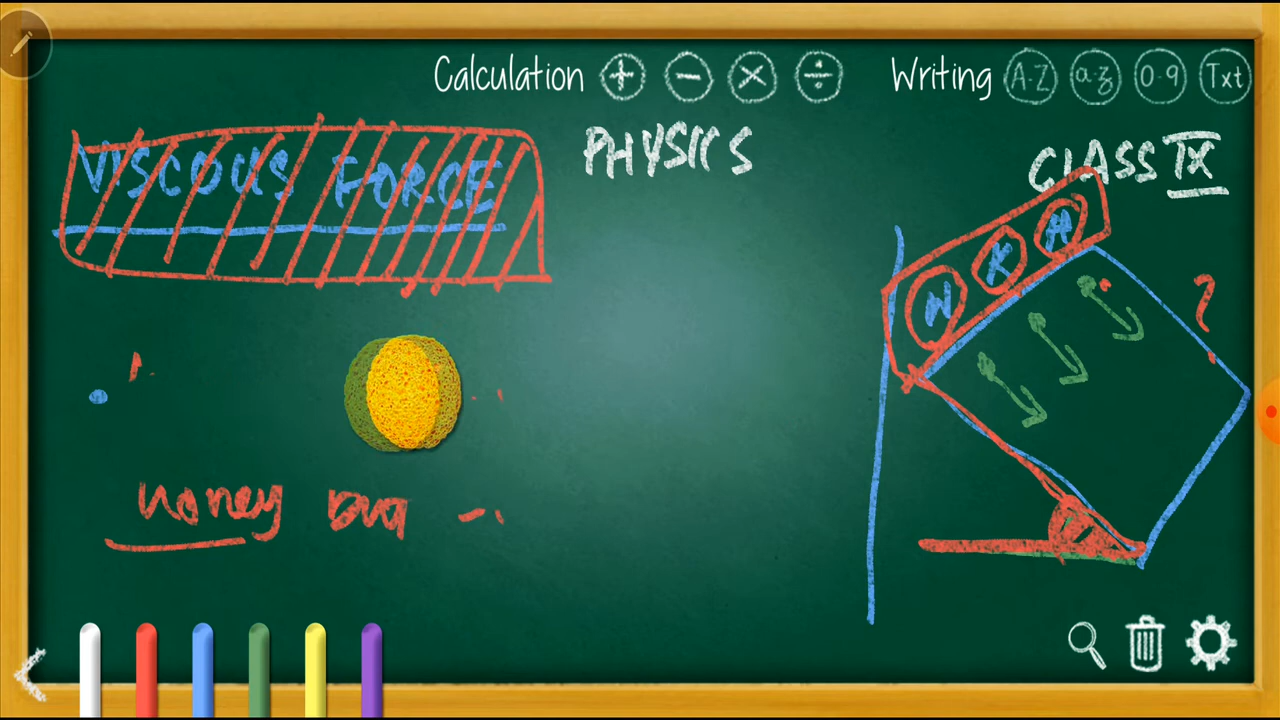 Calculation + − × ÷ Writing A-Z a-z 0-9 Txt
PHYSICS
CLASS IX
VISCOUS FORCE
W K H
?
Honey